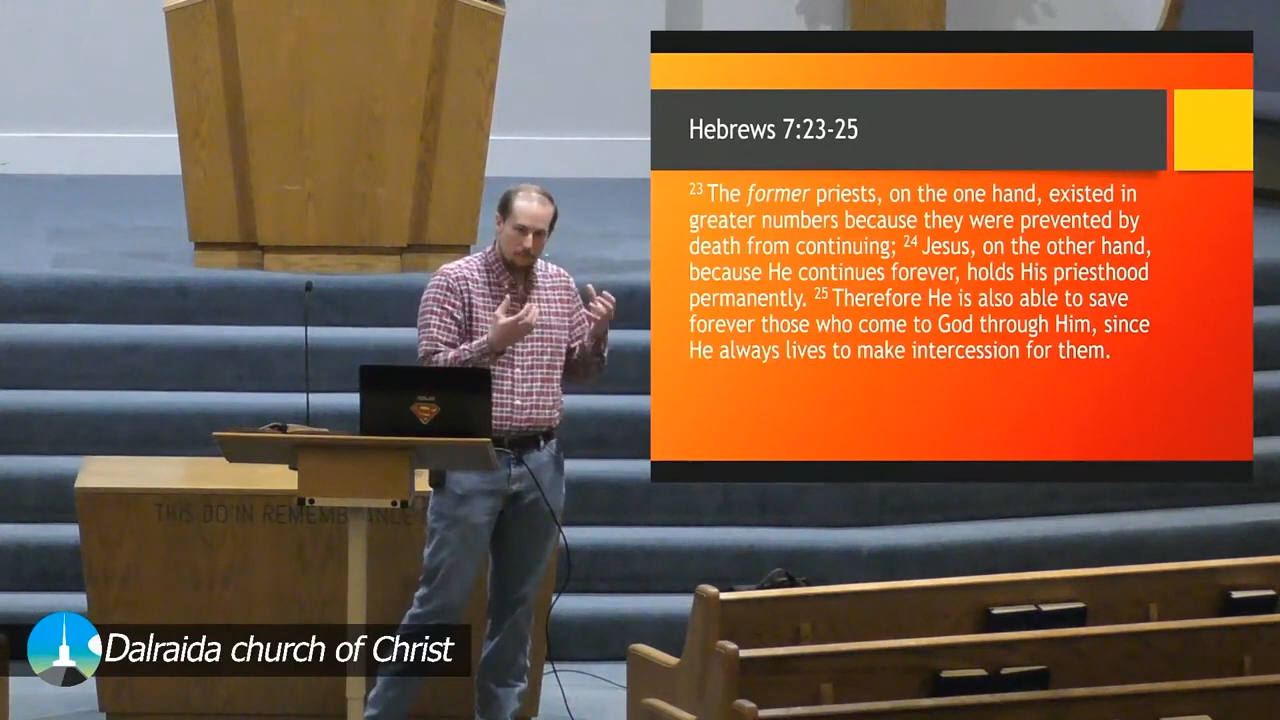 Hebrews 7:23-25
23 The former priests, on the one hand, existed in
greater numbers because they were prevented by
death from continuing; 24 Jesus, on the other hand,
because He continues forever, holds His priesthood
permanently. 25 Therefore He is also able to save
forever those who come to God through Him, since
He always lives to make intercession for them.
THIS DO IN REMEMBRANCE
Dalraida church of Christ